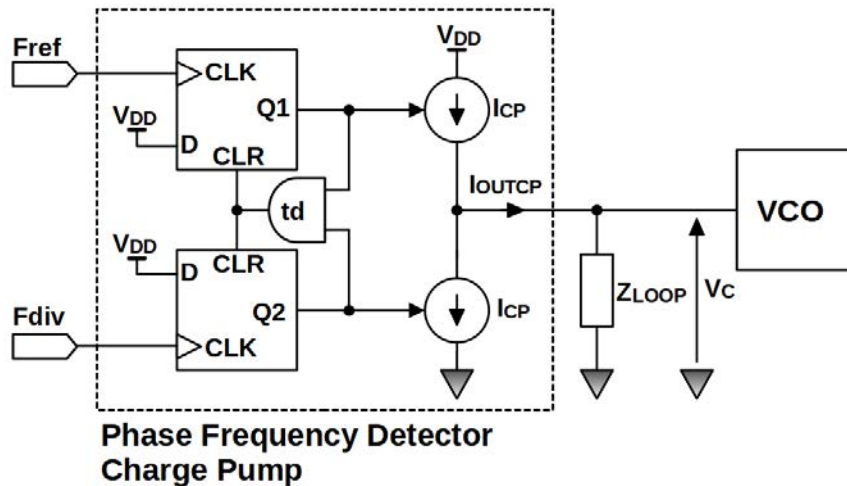 Fref
VDD
CLK
Q1
D
CLR
VDD
ICP
td
IOUTCP
VCO
VDD
CLR
D
Q2
Fdiv
CLK
ICP
ZLOOP
VC
Phase Frequency Detector
Charge Pump